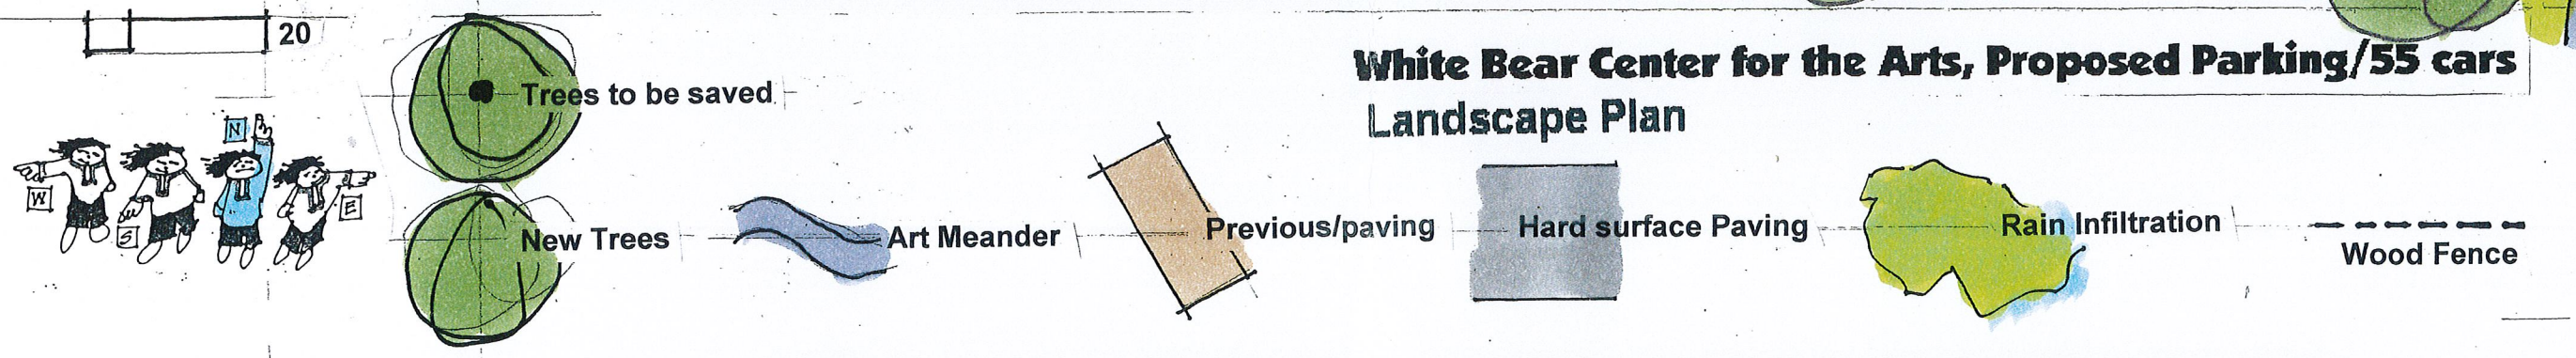 20
White Bear Center for the Arts, Proposed Parking/55 cars
Landscape Plan
Trees to be saved
N
W
S
E
New Trees
Art Meander
Previous/paving
Hard surface Paving
Rain Infiltration
Wood Fence